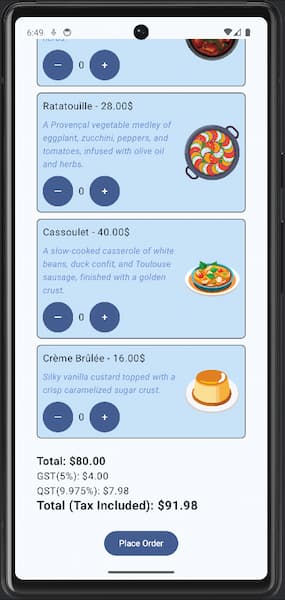 6:49
herbs.
− 0 +
Ratatouille - 28.00$
A Provençal vegetable medley of
eggplant, zucchini, peppers, and
tomatoes, infused with olive oil
and herbs.
− 0 +
Cassoulet - 40.00$
A slow-cooked casserole of white
beans, duck confit, and Toulouse
sausage, finished with a golden
crust.
− 0 +
Crème Brûlée - 16.00$
Silky vanilla custard topped with a
crisp caramelized sugar crust.
− 0 +
Total: $80.00
GST(5%): $4.00
QST(9.975%): $7.98
Total (Tax Included): $91.98
Place Order